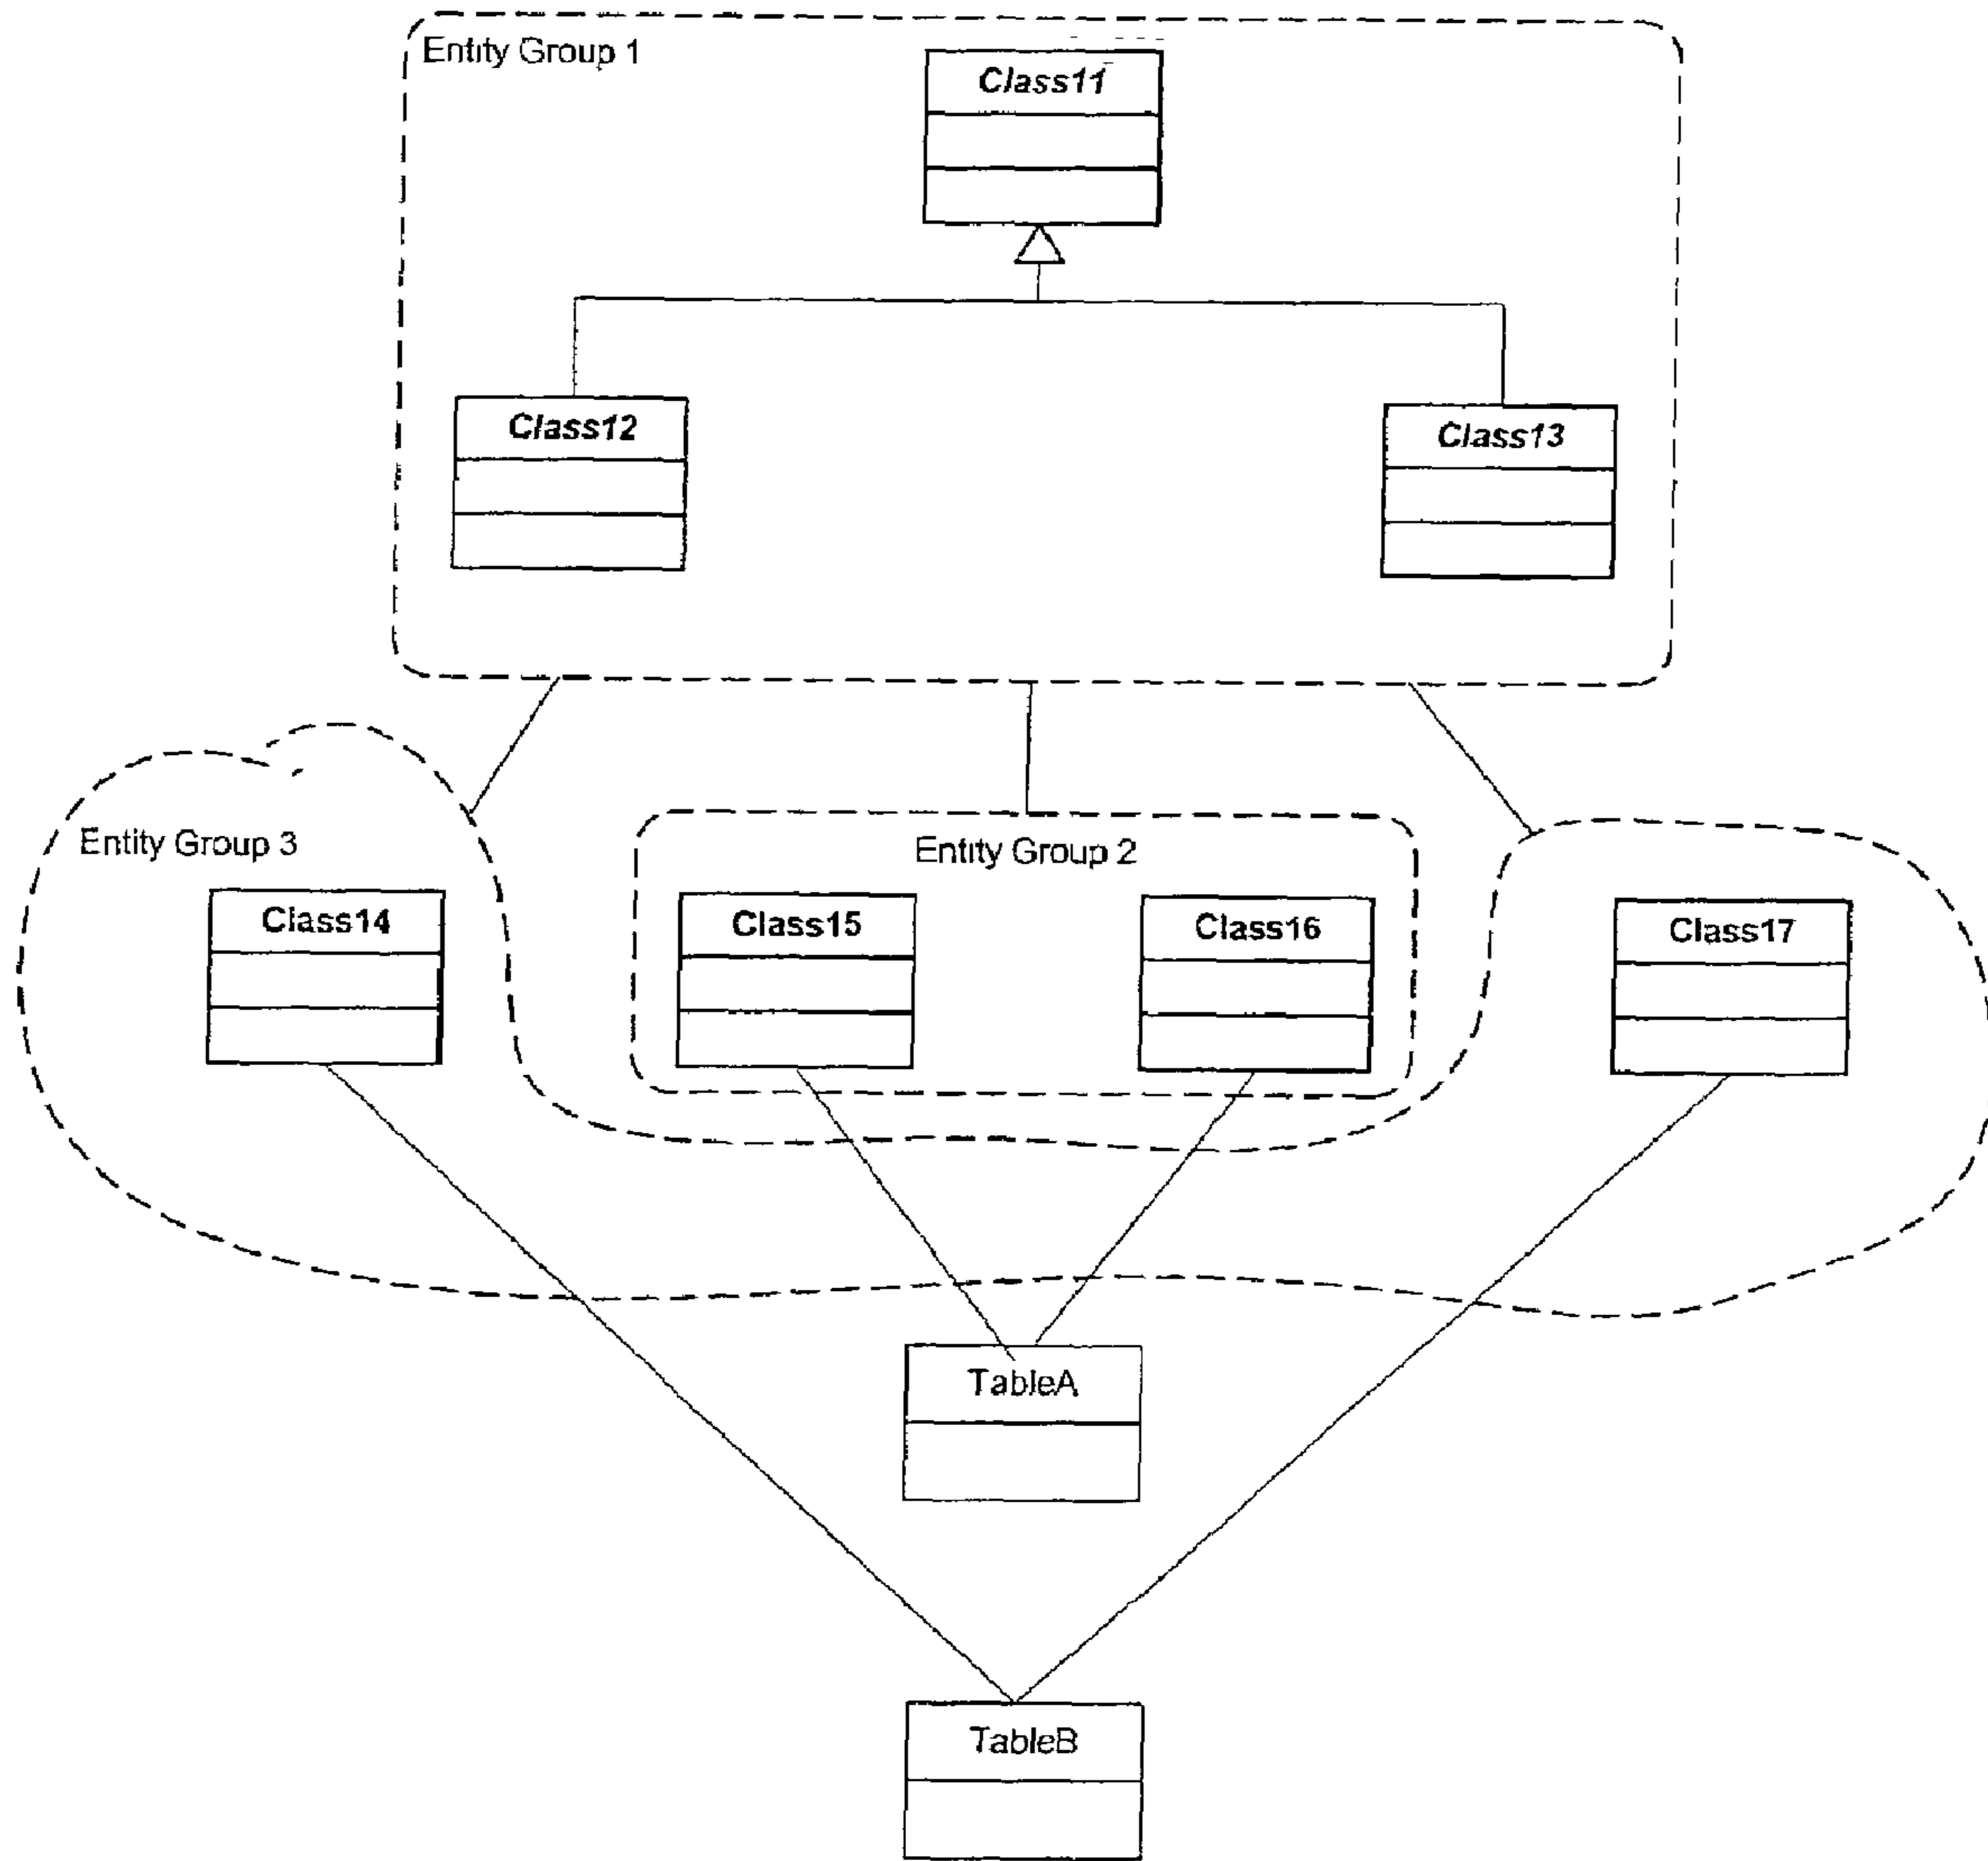 Entity Group 1
Class11
Class12
Class13
Entity Group 3
Entity Group 2
Class14
Class15
Class16
Class17
TableA
TableB